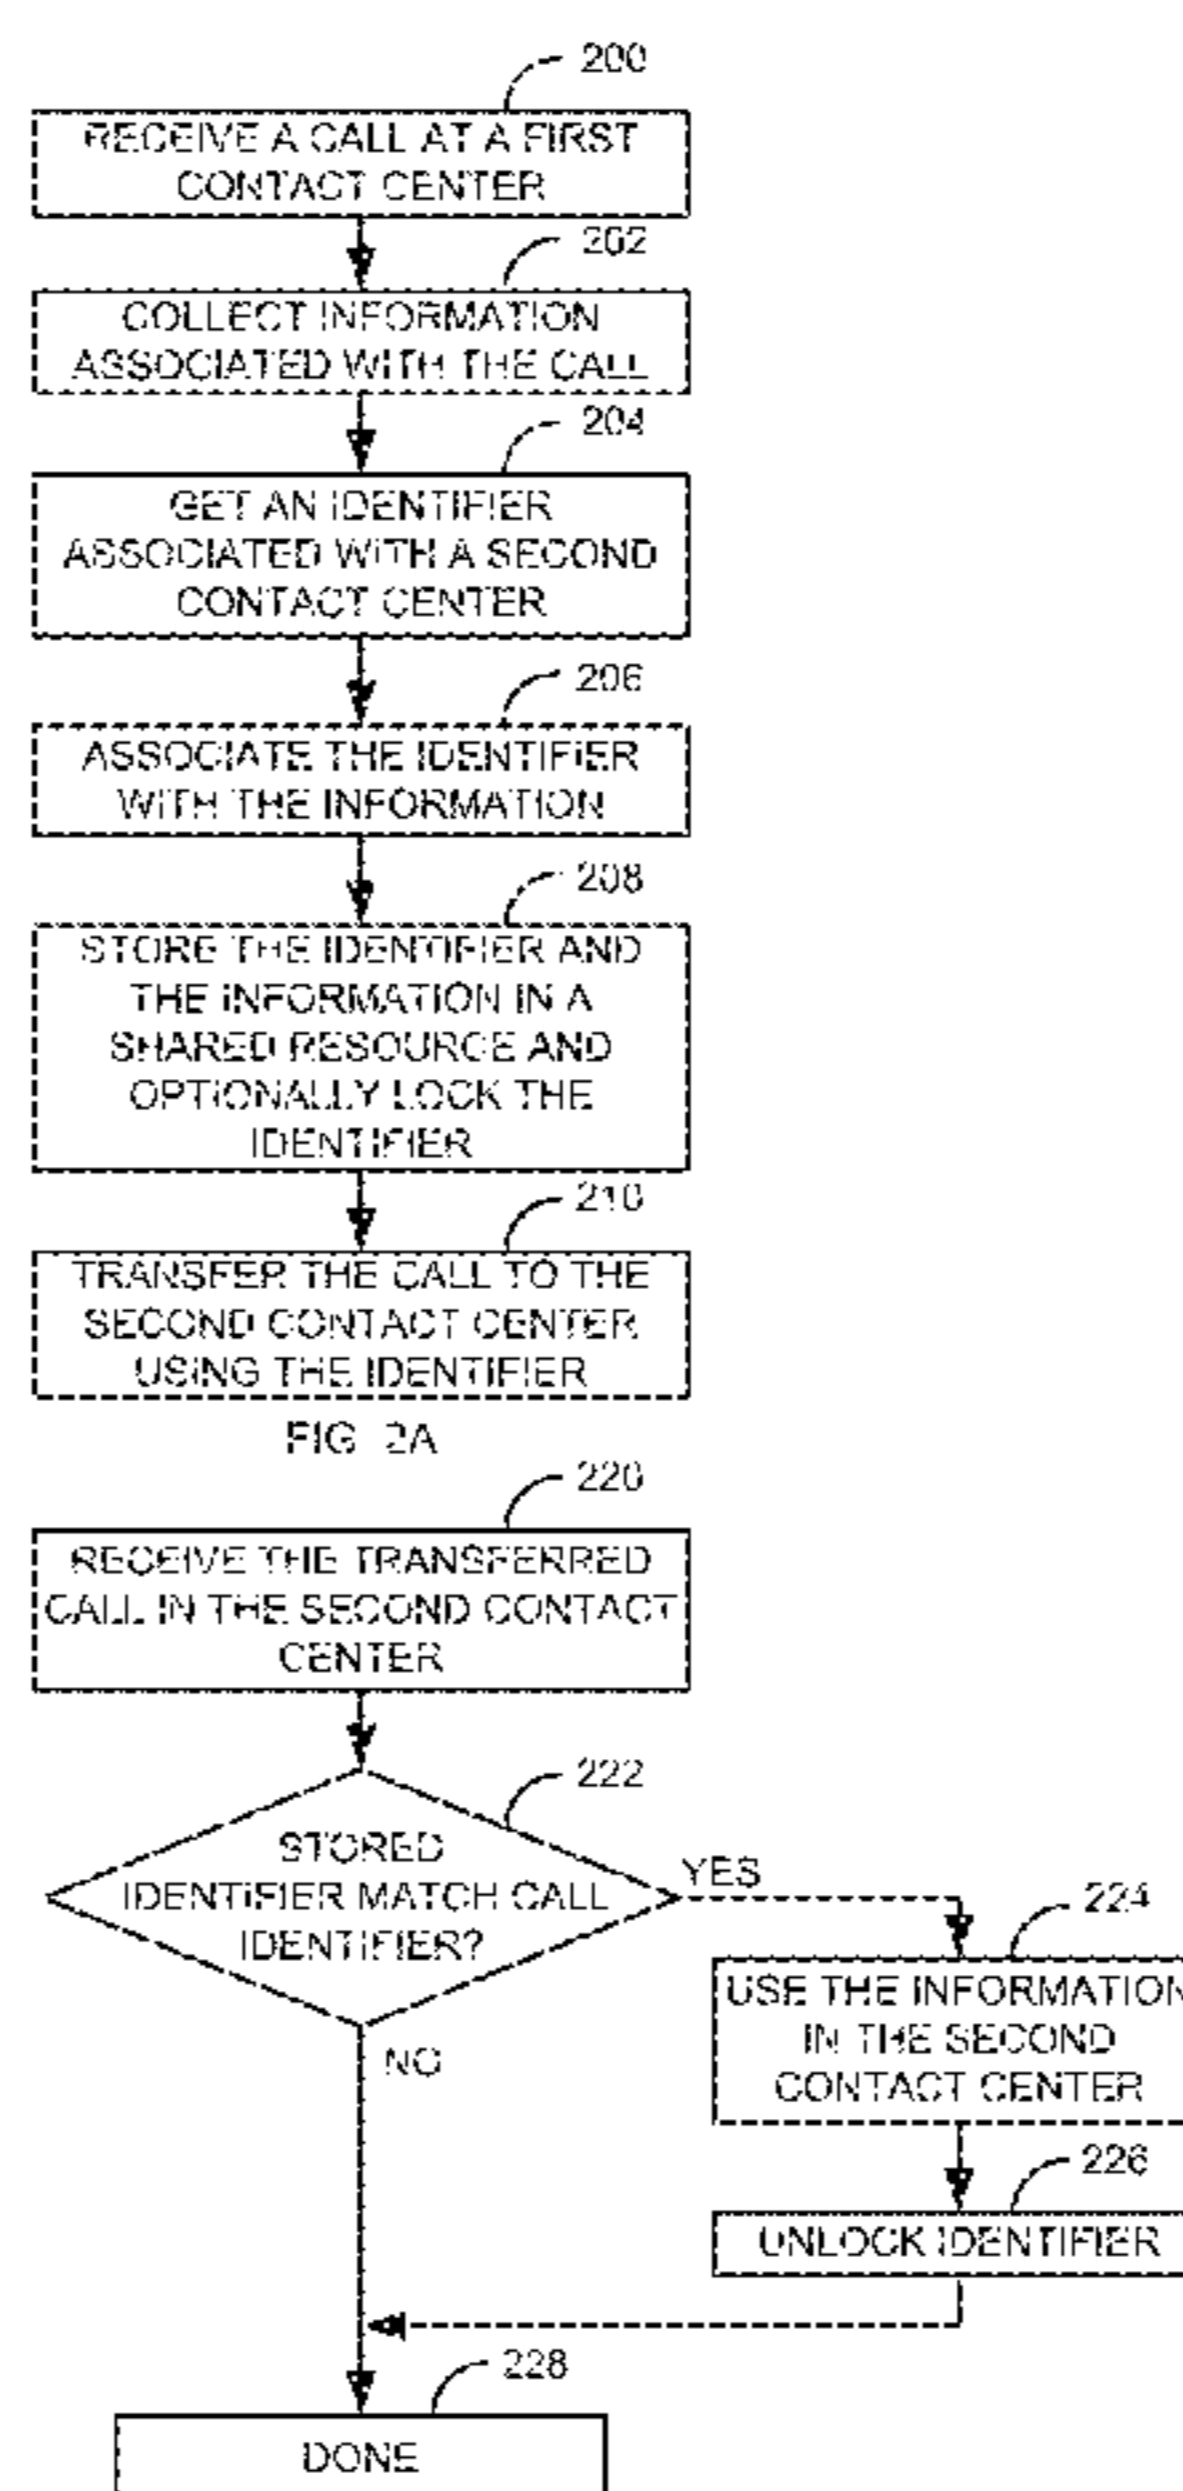 200
RECEIVE A CALL AT A FIRST
CONTACT CENTER
202
COLLECT INFORMATION
ASSOCIATED WITH THE CALL
204
GET AN IDENTIFIER
ASSOCIATED WITH A SECOND
CONTACT CENTER
206
ASSOCIATE THE IDENTIFIER
WITH THE INFORMATION
208
STORE THE IDENTIFIER AND
THE INFORMATION IN A
SHARED RESOURCE AND
OPTIONALLY LOCK THE
IDENTIFIER
210
TRANSFER THE CALL TO THE
SECOND CONTACT CENTER
USING THE IDENTIFIER
FIG 2A
220
RECEIVE THE TRANSFERRED
CALL IN THE SECOND CONTACT
CENTER
222
STORED
IDENTIFIER MATCH CALL
IDENTIFIER?
YES
224
USE THE INFORMATION
IN THE SECOND
CONTACT CENTER
NO
226
UNLOCK IDENTIFIER
228
DONE